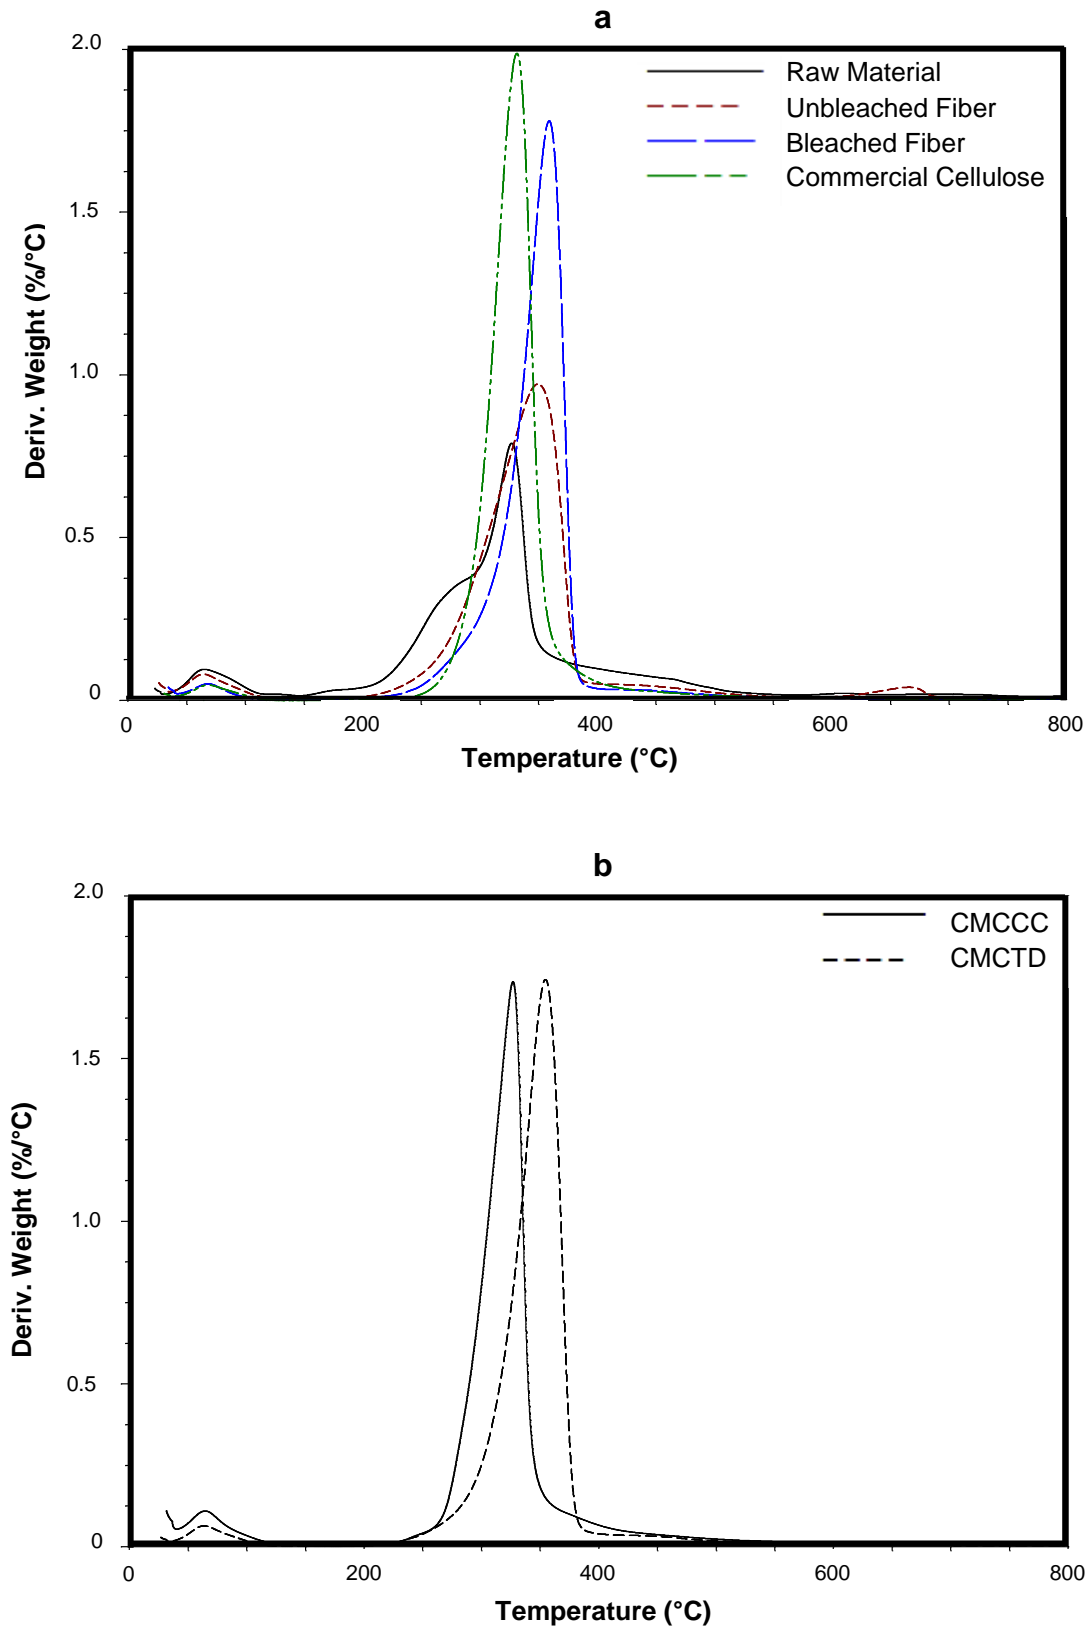 a
2.0
1.5
1.0
0.5
0
Deriv. Weight (%/°C)
Raw Material
Unbleached Fiber
Bleached Fiber
Commercial Cellulose
0 200 400 600 800
Temperature (°C)
b
2.0
1.5
1.0
0.5
0
Deriv. Weight (%/°C)
CMCCC
CMCTD
0 200 400 600 800
Temperature (°C)